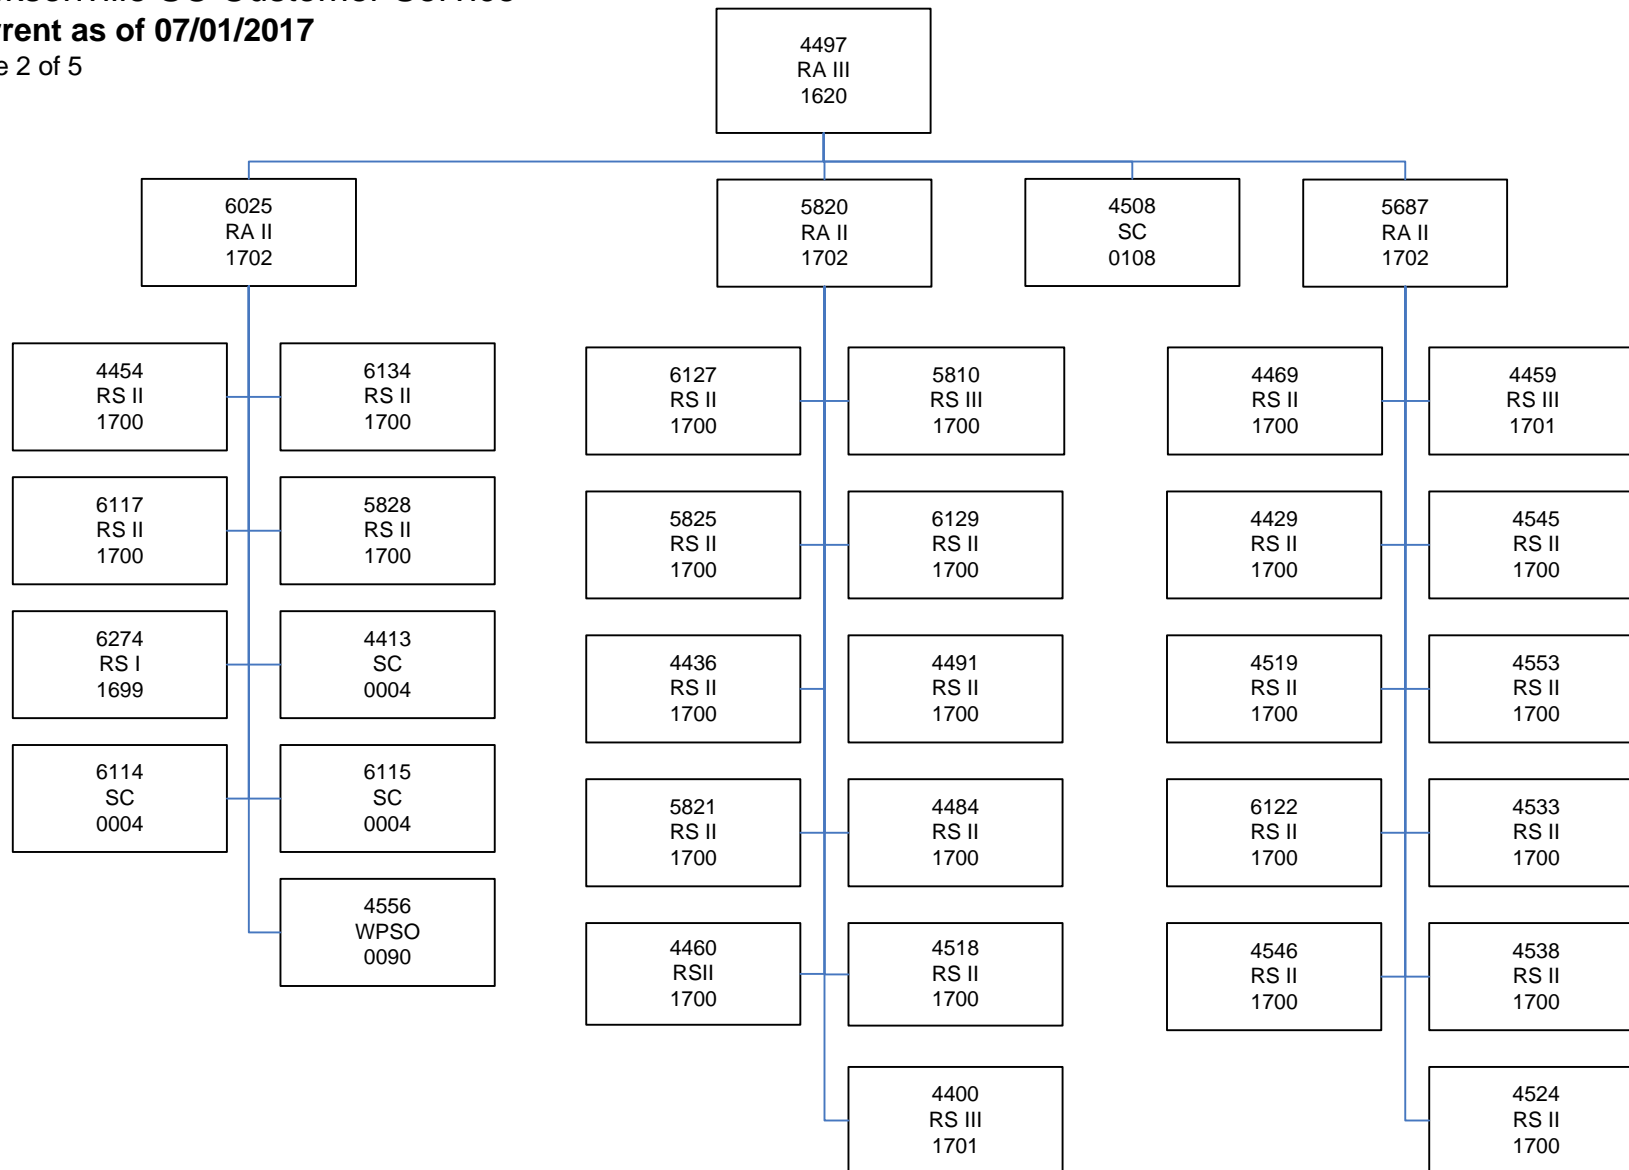 Customer Service
rrent as of 07/01/2017
e 2 of 5
4497
RA III
1620
6025
RA II
1702
5820
RA II
1702
4508
SC
0108
5687
RA II
1702
4454
RS II
1700
6134
RS II
1700
6117
RS II
1700
5828
RS II
1700
6274
RS I
1699
4413
SC
0004
6114
SC
0004
6115
SC
0004
4556
WPSO
0090
6127
RS II
1700
5810
RS III
1700
5825
RS II
1700
6129
RS II
1700
4436
RS II
1700
4491
RS II
1700
5821
RS II
1700
4484
RS II
1700
4460
RSII
1700
4518
RS II
1700
4400
RS III
1701
4469
RS II
1700
4459
RS III
1701
4429
RS II
1700
4545
RS II
1700
4519
RS II
1700
4553
RS II
1700
6122
RS II
1700
4533
RS II
1700
4546
RS II
1700
4538
RS II
1700
4524
RS II
1700